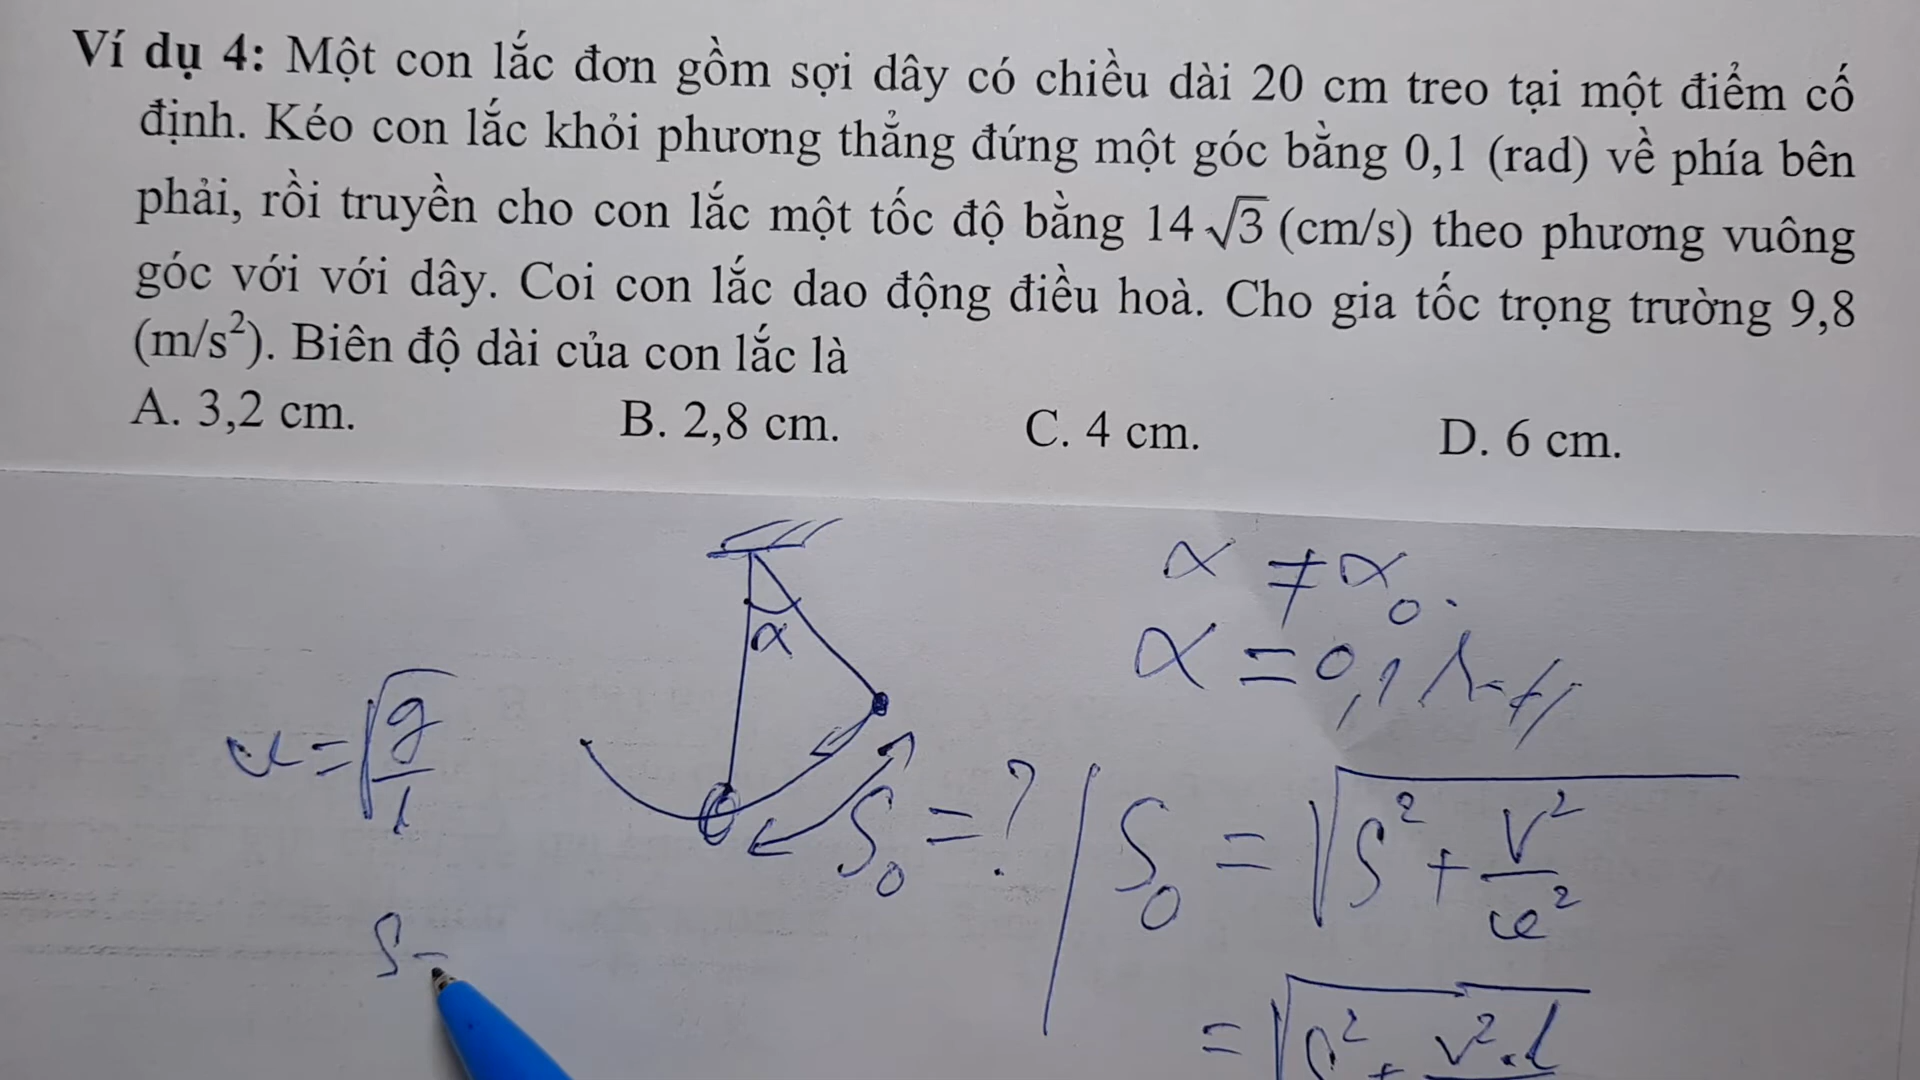 Ví dụ 4: Một con lắc đơn gồm sợi dây có chiều dài 20 cm treo tại một điểm cố
định. Kéo con lắc khỏi phương thẳng đứng một góc bằng 0,1 (rad) về phía bên
phải, rồi truyền cho con lắc một tốc độ bằng 14√3 (cm/s) theo phương vuông
góc với với dây. Coi con lắc dao động điều hoà. Cho gia tốc trọng trường 9,8
(m/s²). Biên độ dài của con lắc là
A. 3,2 cm. B. 2,8 cm. C. 4 cm. D. 6 cm.
α ≠ α₀.
α
α = 0,1
ω = √(g/l)
S₀ = ?
S₀ = √(S² + v²/ω²)
S =
= √(S² + v².l